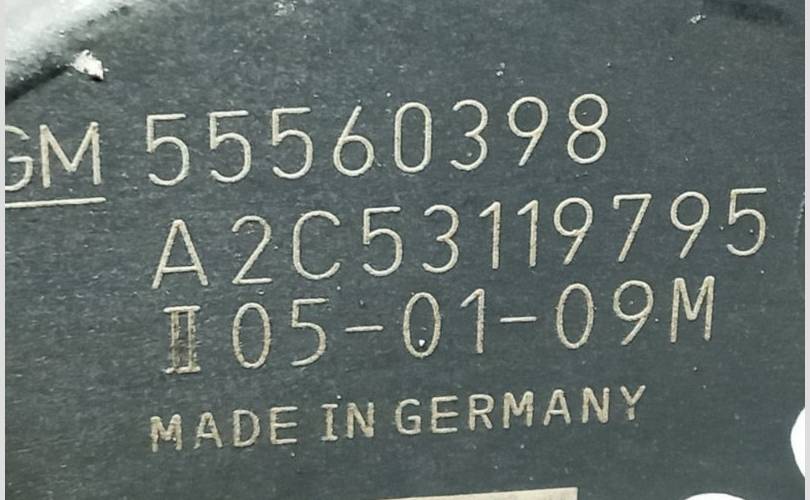 GM 55560398
A2C53119795
II 05-01-09M
MADE IN GERMANY